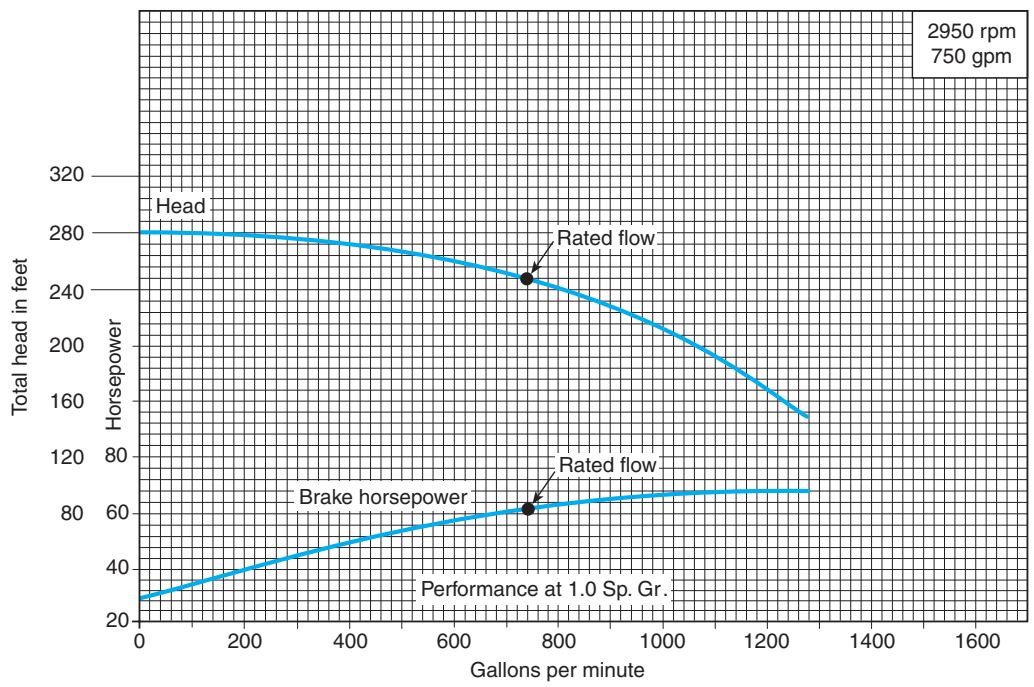 2950 rpm
750 gpm
320
Head
280
Rated flow
240
200
160
120
80
Total head in feet
Horsepower
80
Rated flow
Brake horsepower
60
40
Performance at 1.0 Sp. Gr.
20
0 200 400 600 800 1000 1200 1400 1600
Gallons per minute